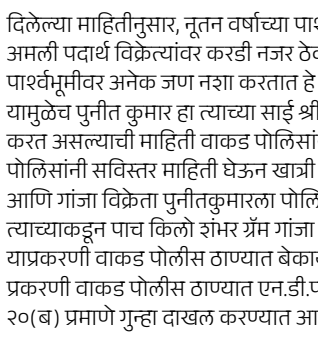 दिलेल्या माहितीनुसार, नूतन वर्षाच्या
अमली पदार्थ विक्रेत्यांवर करडी नजर
पार्श्वभूमीवर अनेक जण नशा करतात हे
यामुळेच पुनीत कुमार हा त्याच्या साई
करत असल्याची माहिती वाकड
पोलिसांनी सविस्तर माहिती घेऊन खात्री
आणि गांजा विक्रेता पुनीतकुमारला
त्याच्याकडून पाच किलो शंभर ग्रॅम गांजा
याप्रकरणी वाकड पोलीस ठाण्यात
प्रकरणी वाकड पोलीस ठाण्यात
२०(ब) प्रमाणे गुन्हा दाखल करण्यात